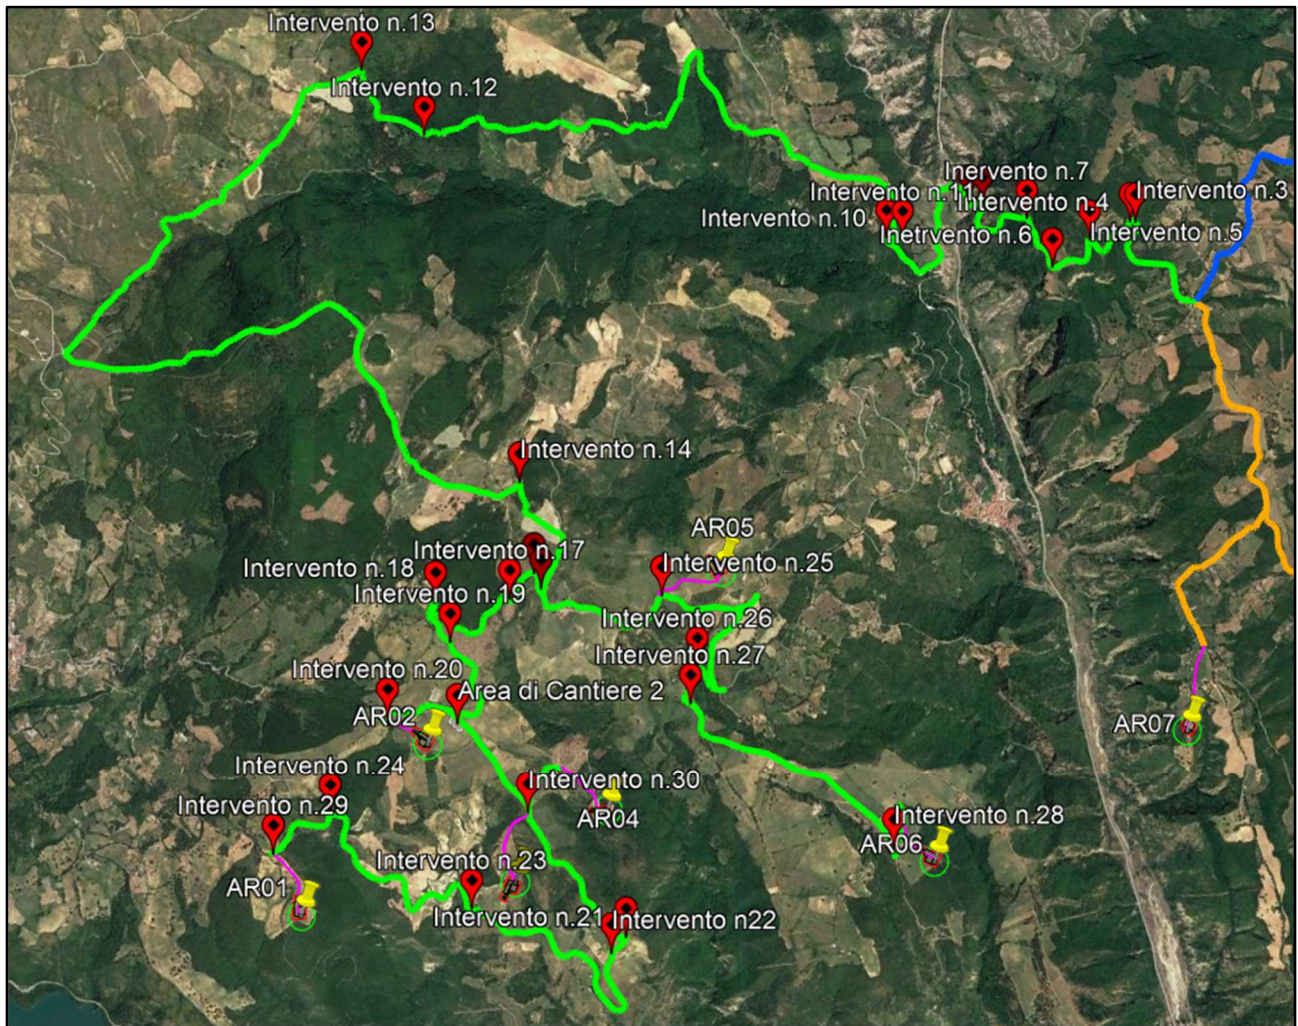 Intervento n.13
Intervento n.12
Inervento n.7
Intervento n.11
Intervento n.3
Intervento n.4
Intervento n.10
Inetrvento n.6
Intervento n.5
Intervento n.14
AR05
Intervento n.17
Intervento n.25
Intervento n.18
Intervento n.19
Intervento n.26
Intervento n.27
Intervento n.20
Area di Cantiere 2
AR02
AR07
Intervento n.24
Intervento n.30
Intervento n.29
AR04
Intervento n.28
AR06
Intervento n.23
AR01
Intervento n.21
Intervento n22